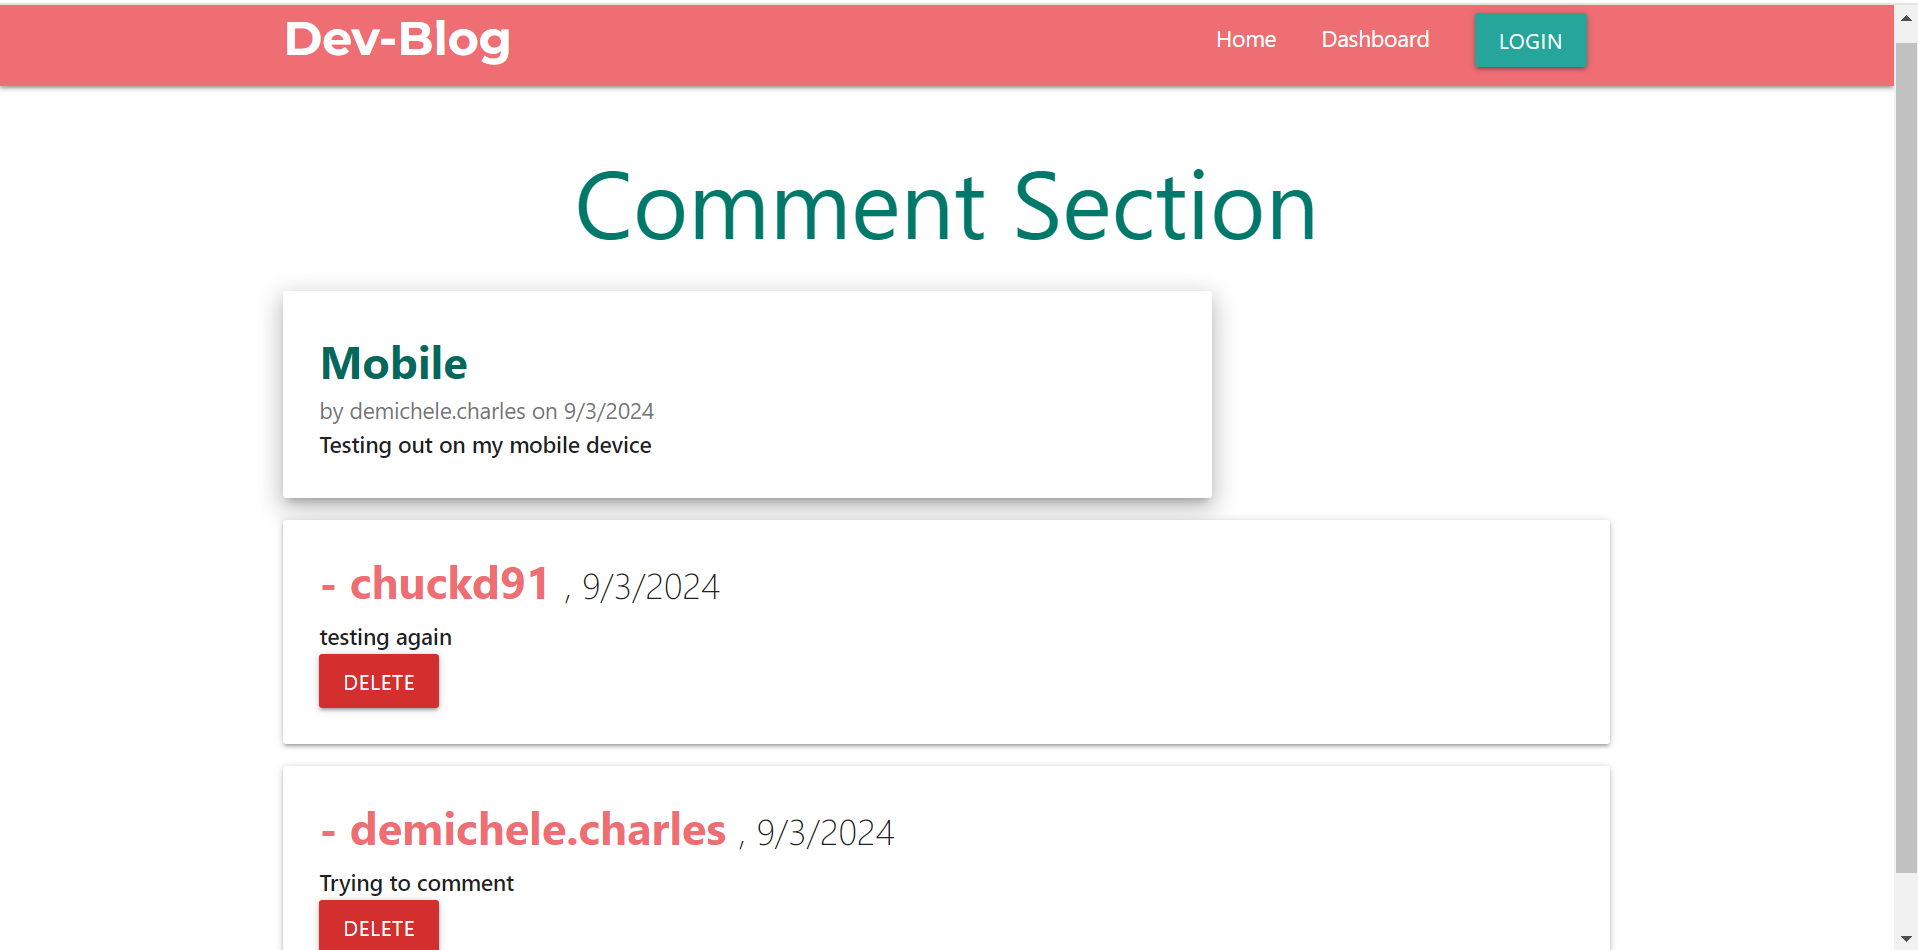 Dev-Blog
Home Dashboard LOGIN
Comment Section
Mobile
by demichele.charles on 9/3/2024
Testing out on my mobile device
- chuckd91 , 9/3/2024
testing again
DELETE
- demichele.charles , 9/3/2024
Trying to comment
DELETE